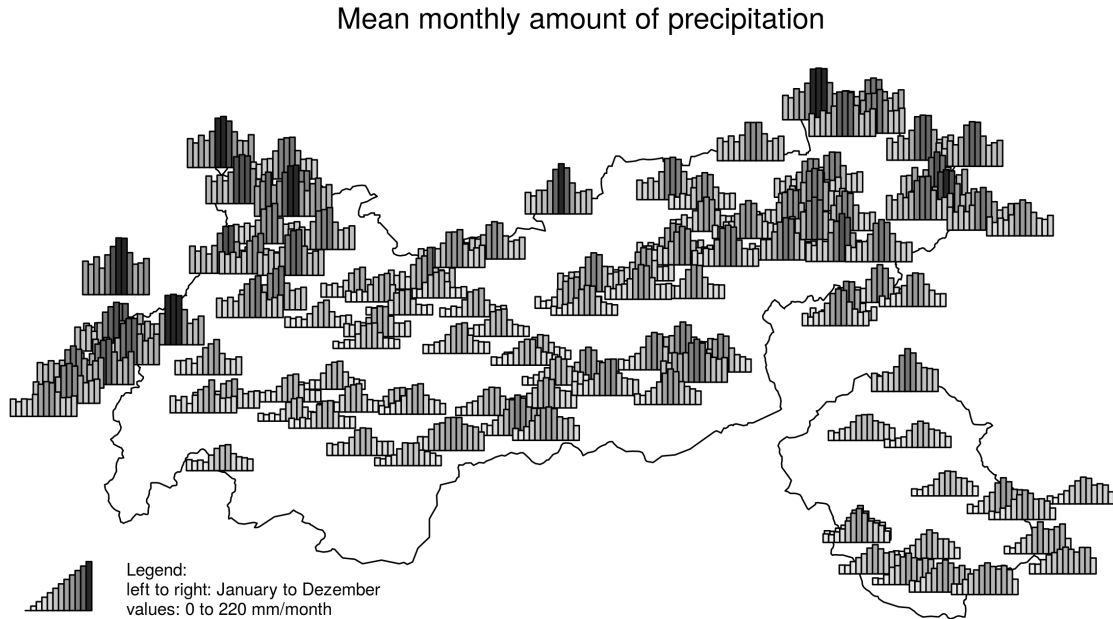 Mean monthly amount of precipitation
Legend:
left to right: January to Dezember
values: 0 to 220 mm/month